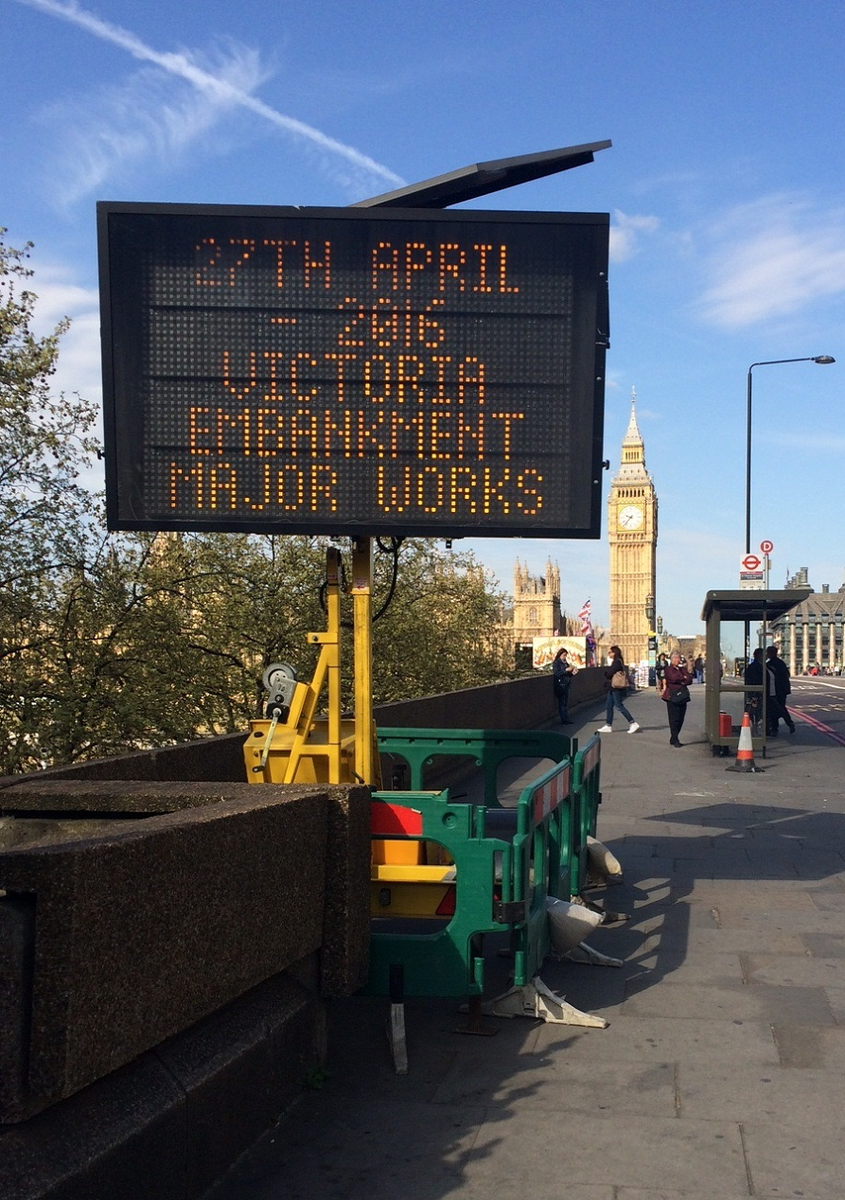 27TH APRIL
- 2016
VICTORIA
EMBANKMENT
MAJOR WORKS
D